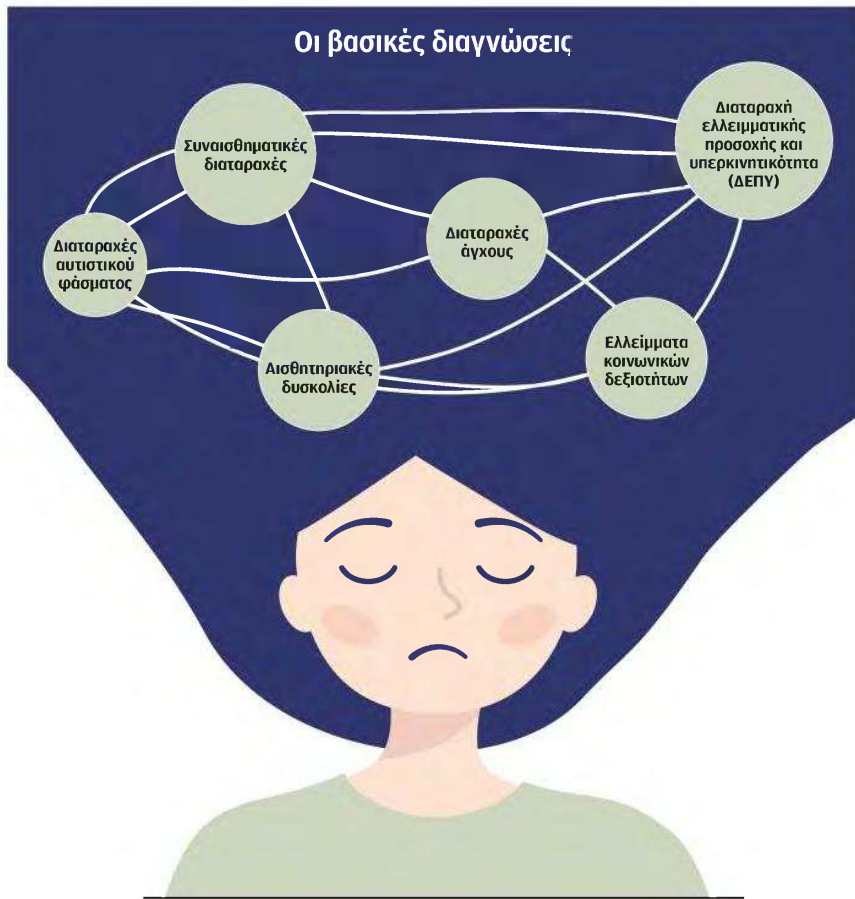 Οι βασικές διαγνώσεις
Συναισθηματικές
διαταραχές
Διαταραχή
ελλειμματικής
προσοχής και
υπερκινητικότητα
(ΔΕΠΥ)
Διαταραχές
άγχους
Διαταραχές
αυτιστικού
φάσματος
Αισθητηριακές
δυσκολίες
Ελλείμματα
κοινωνικών
δεξιοτήτων